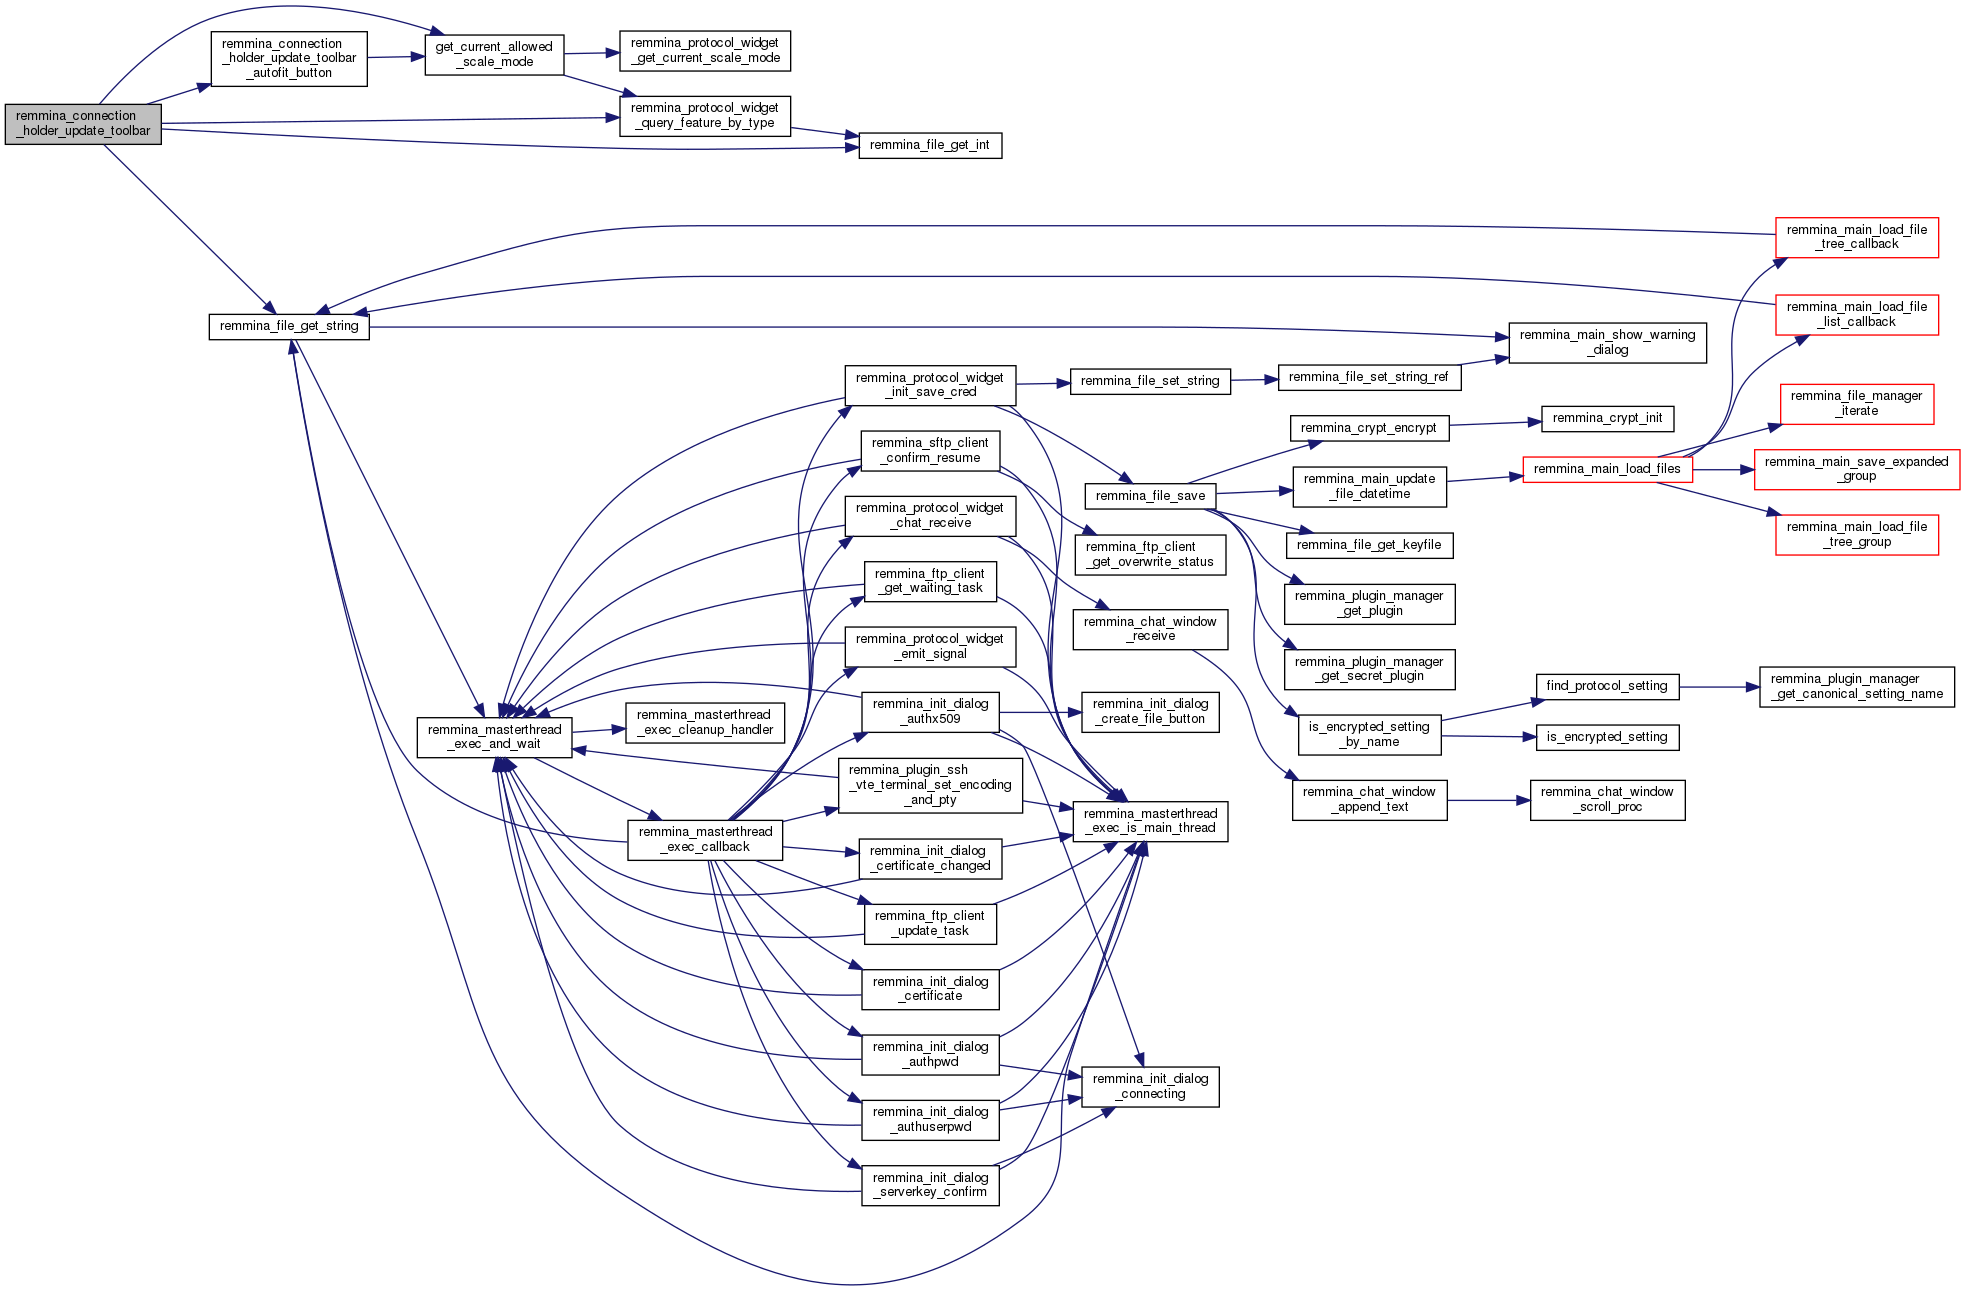 remmina_connection
_holder_update_toolbar
remmina_connection
_holder_update_toolbar
_autofit_button
get_current_allowed
_scale_mode
remmina_protocol_widget
_get_current_scale_mode
remmina_protocol_widget
_query_feature_by_type
remmina_file_get_int
remmina_file_get_string
remmina_masterthread
_exec_and_wait
remmina_masterthread
_exec_cleanup_handler
remmina_masterthread
_exec_callback
remmina_protocol_widget
_init_save_cred
remmina_sftp_client
_confirm_resume
remmina_protocol_widget
_chat_receive
remmina_ftp_client
_get_waiting_task
remmina_protocol_widget
_emit_signal
remmina_init_dialog
_authx509
remmina_plugin_ssh
_vte_terminal_set_encoding
_and_pty
remmina_init_dialog
_certificate_changed
remmina_ftp_client
_update_task
remmina_init_dialog
_certificate
remmina_init_dialog
_authpwd
remmina_init_dialog
_authuserpwd
remmina_init_dialog
_serverkey_confirm
remmina_file_set_string
remmina_file_save
remmina_ftp_client
_get_overwrite_status
remmina_chat_window
_receive
remmina_init_dialog
_create_file_button
remmina_masterthread
_exec_is_main_thread
remmina_init_dialog
_connecting
remmina_file_set_string_ref
remmina_crypt_encrypt
remmina_main_update
_file_datetime
remmina_file_get_keyfile
remmina_plugin_manager
_get_plugin
remmina_plugin_manager
_get_secret_plugin
is_encrypted_setting
_by_name
remmina_chat_window
_append_text
remmina_main_show_warning
_dialog
remmina_crypt_init
remmina_main_load_files
find_protocol_setting
is_encrypted_setting
remmina_chat_window
_scroll_proc
remmina_main_load_file
_tree_callback
remmina_main_load_file
_list_callback
remmina_file_manager
_iterate
remmina_main_save_expanded
_group
remmina_main_load_file
_tree_group
remmina_plugin_manager
_get_canonical_setting_name